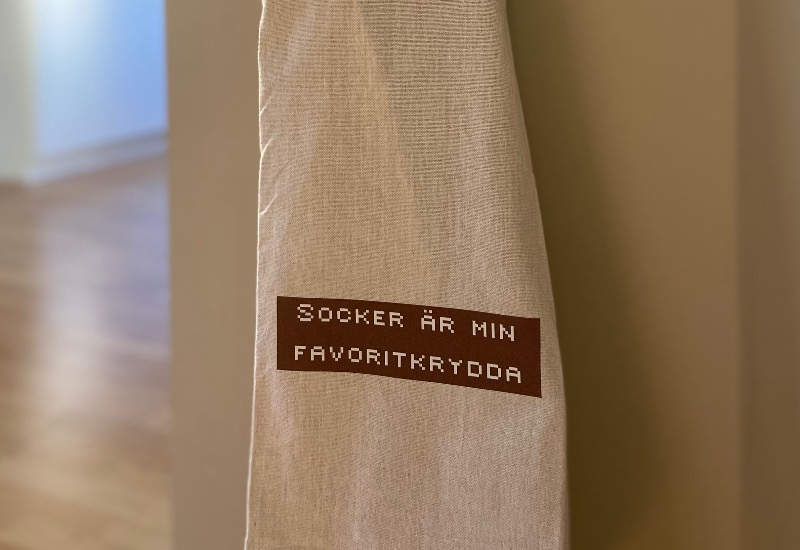 SOCKER ÄR MIN
FAVORITKRYDDA